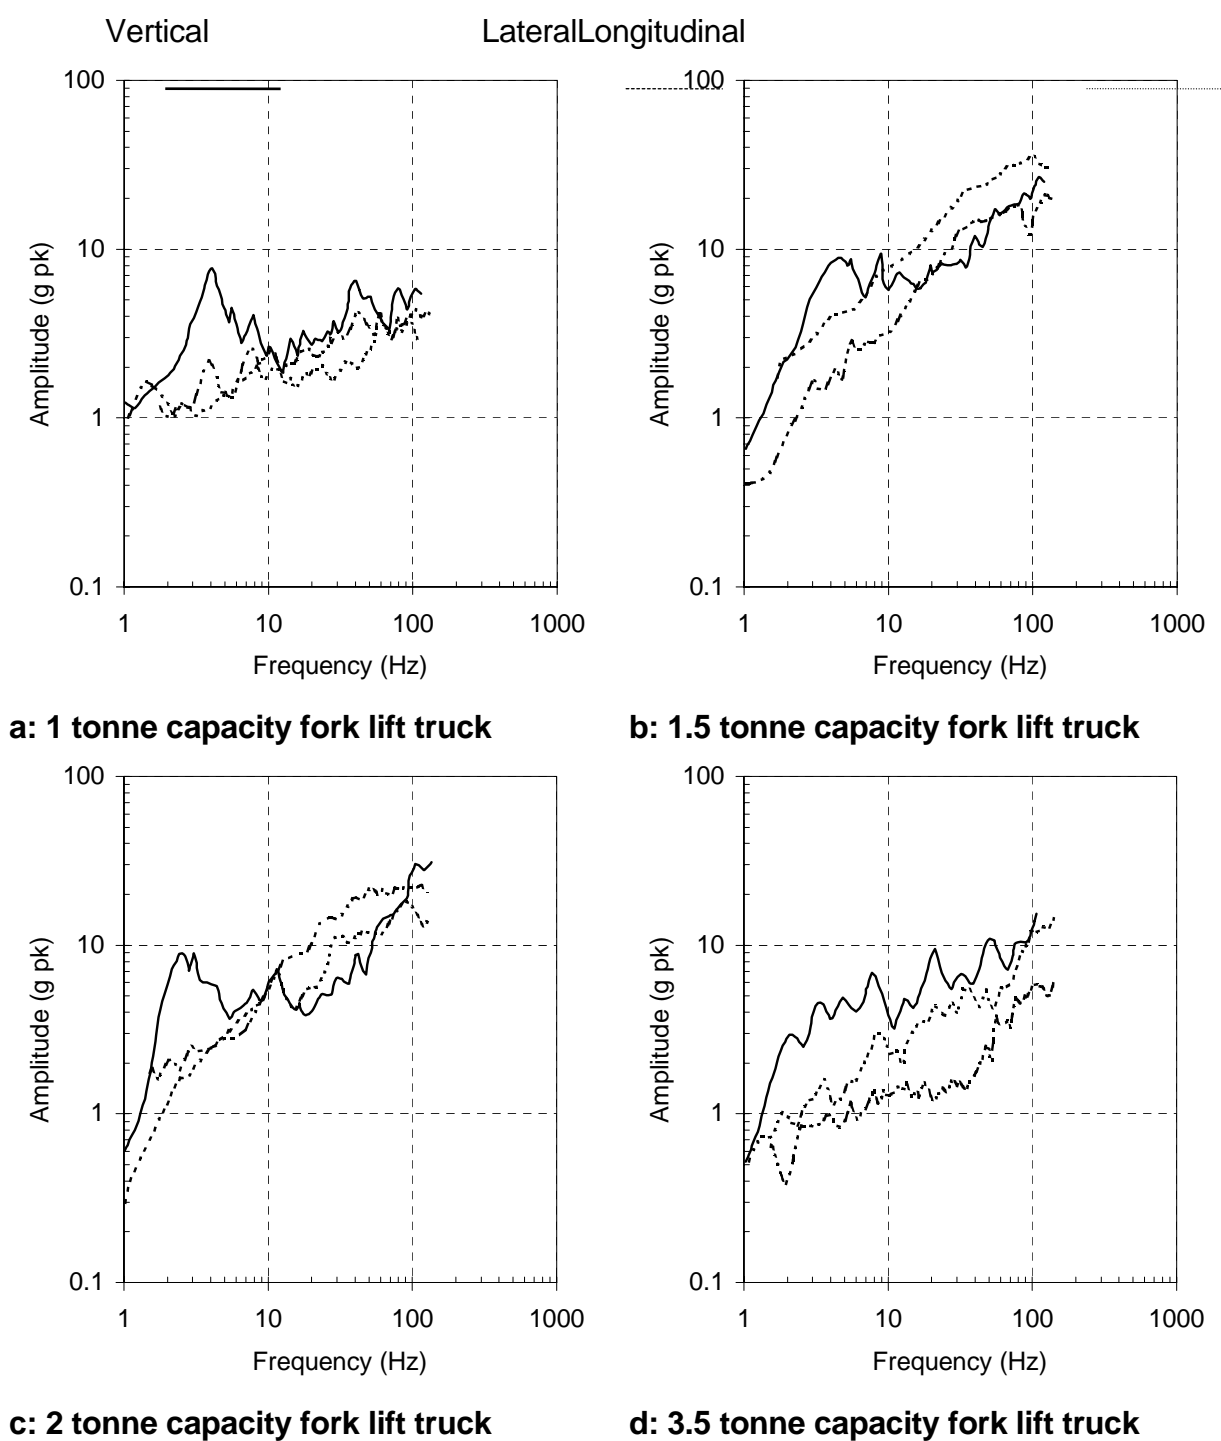 Vertical LateralLongitudinal
100 100
10 10
1 1
0.1 0.1
Amplitude (g pk) Amplitude (g pk)
1 10 100 1000 1 10 100 1000
Frequency (Hz) Frequency (Hz)
a: 1 tonne capacity fork lift truck b: 1.5 tonne capacity fork lift truck
100 100
10 10
1 1
0.1 0.1
Amplitude (g pk) Amplitude (g pk)
1 10 100 1000 1 10 100 1000
Frequency (Hz) Frequency (Hz)
c: 2 tonne capacity fork lift truck d: 3.5 tonne capacity fork lift truck